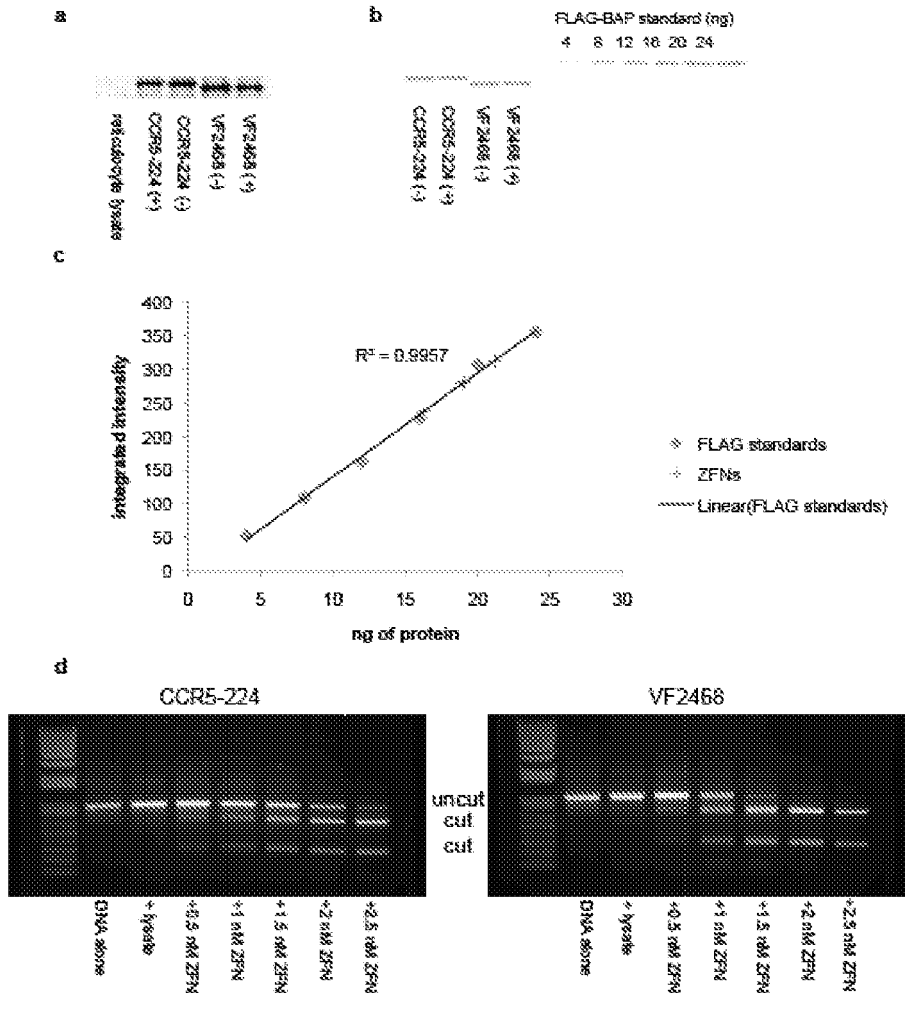 a
reticulocyte lysate
CCR5-224 (+)
CCR5-224 (-)
VF2468 (-)
VF2468 (+)
b
CCR5-224 (-)
CCR5-224 (+)
VF2468 (-)
VF2468 (+)
FLAG-BAP standard (ng)
4 8 12 16 20 24
c
400
350
300
250
200
150
100
50
0
integrated intensity
R² = 0.9957
0 5 10 15 20 25 30
ng of protein
FLAG standards
ZFNs
Linear(FLAG standards)
d
CCR5-224
VF2468
uncut
cut
cut
DNA alone
+ lysate
+0.5 nM ZFN
+1 nM ZFN
+1.5 nM ZFN
+2 nM ZFN
+2.5 nM ZFN
DNA alone
+ lysate
+0.5 nM ZFN
+1 nM ZFN
+1.5 nM ZFN
+2 nM ZFN
+2.5 nM ZFN